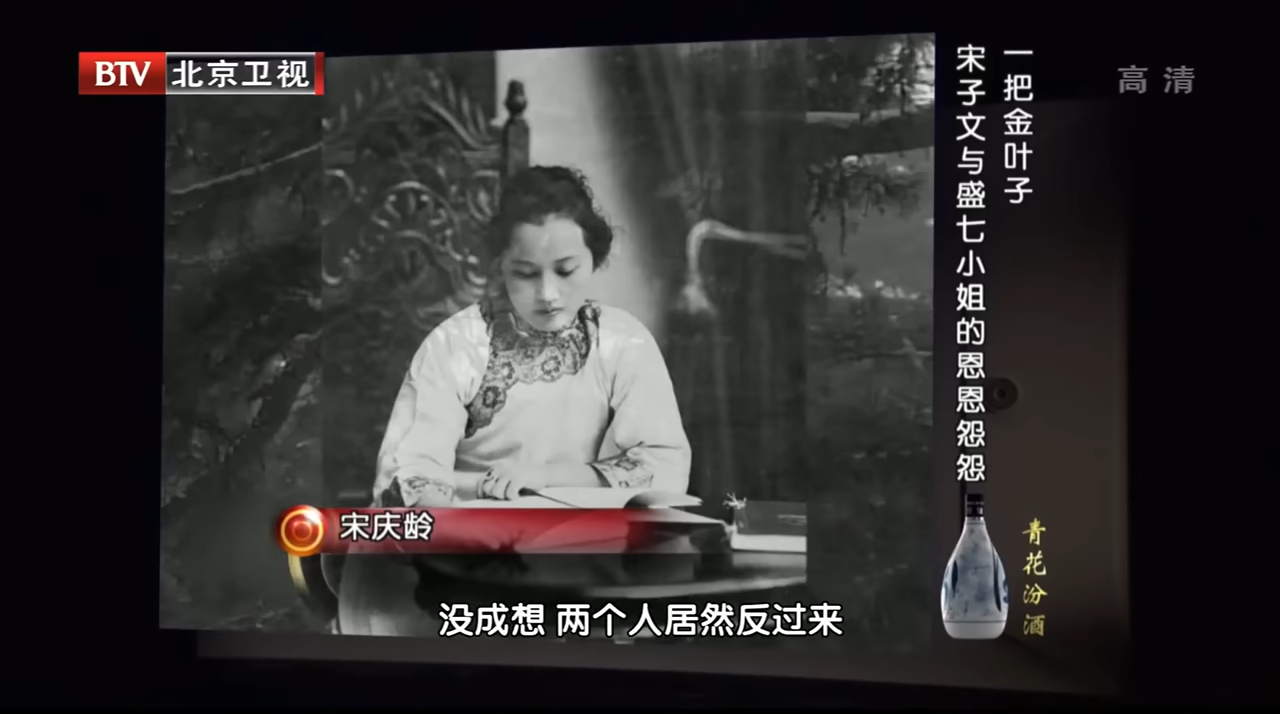 BTV 北京卫视
高清
一把金叶子
宋子文与盛七小姐的恩恩怨怨
青花汾酒
宋庆龄
没成想 两个人居然反过来